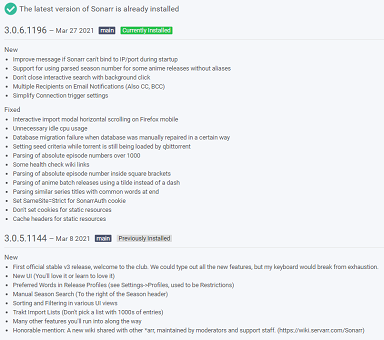 The latest version of Sonarr is already installed
3.0.6.1196 – Mar 27 2021 main Currently Installed
New
Improve message if Sonarr can't bind to IP/port during startup
Support for using parsed season number for some anime releases without aliases
Don't close interactive search with background click
Multiple Recipients on Email Notifications (Also CC, BCC)
Simplify Connection trigger settings
Fixed
Interactive Import modal horizontal scrolling on Firefox mobile
Unnecessary idle cpu usage
Database migration failure when database was manually repaired in a certain way
Setting seed criteria while torrent is still being loaded by qbittorrent
Parsing of absolute episode numbers over 1000
Some health check wiki links
Parsing of absolute episode number inside square brackets
Parsing of anime batch releases using a tilde instead of a dash
Parsing similar series titles with common words at end
Set SameSite=Strict for SonarrAuth cookie
Don't set cookies for static resources
Cache headers for static resources
3.0.5.1144 – Mar 8 2021 main Previously Installed
New
First official stable v3 release, welcome to the club. We could type out all the new features, but my keyboard would break from exhaustion.
New UI (You'll love it or learn to love it)
Preferred Words in Release Profiles (see Settings->Profiles, used to be Restrictions)
Manual Season Search (To the right of the Season header)
Sorting and Filtering in various UI views
Trakt Import Lists (Don't pick a list with 1000s of entries)
Many other features you'll run into along the way
Honorable mention: A new wiki shared with other *arr, maintained by moderators and support staff. (https://wiki.servarr.com/Sonarr)